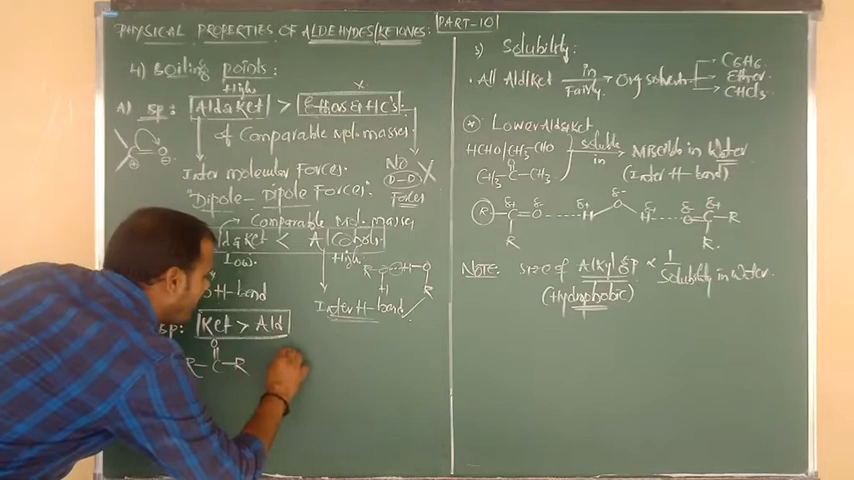 PHYSICAL PROPERTIES OF ALDEHYDES/KETONES: PART-10
4) Boiling points:
High
A) BP: Ald & Ket > Ethers & HC's x
of Comparable Mol. masses
C=O
Inter molecular Forces.
"Dipole - Dipole Forces".
No
D-D
Forces
X
Comparable Mol. masses
Ald & Ket < Alcohols
Low.
High
H-bond
Inter H-bond
BP: Ket > Ald
O
R-C-R
5) Solubility:
• All Ald/Ket in Fairly → Org solvents
C6H6
Ether
CHCl3
* Lower Ald & Ket
HCHO/CH3-CHO
O
CH3-C-CH3
soluble in
in Water
(Inter H-bond)
R-C=O ---- H-O-H ---- O=C-R
δ+ δ- δ- δ- δ+
R R
Note: size of Alkyl gP ∝ 1 / Solubility in Water.
(Hydrophobic)